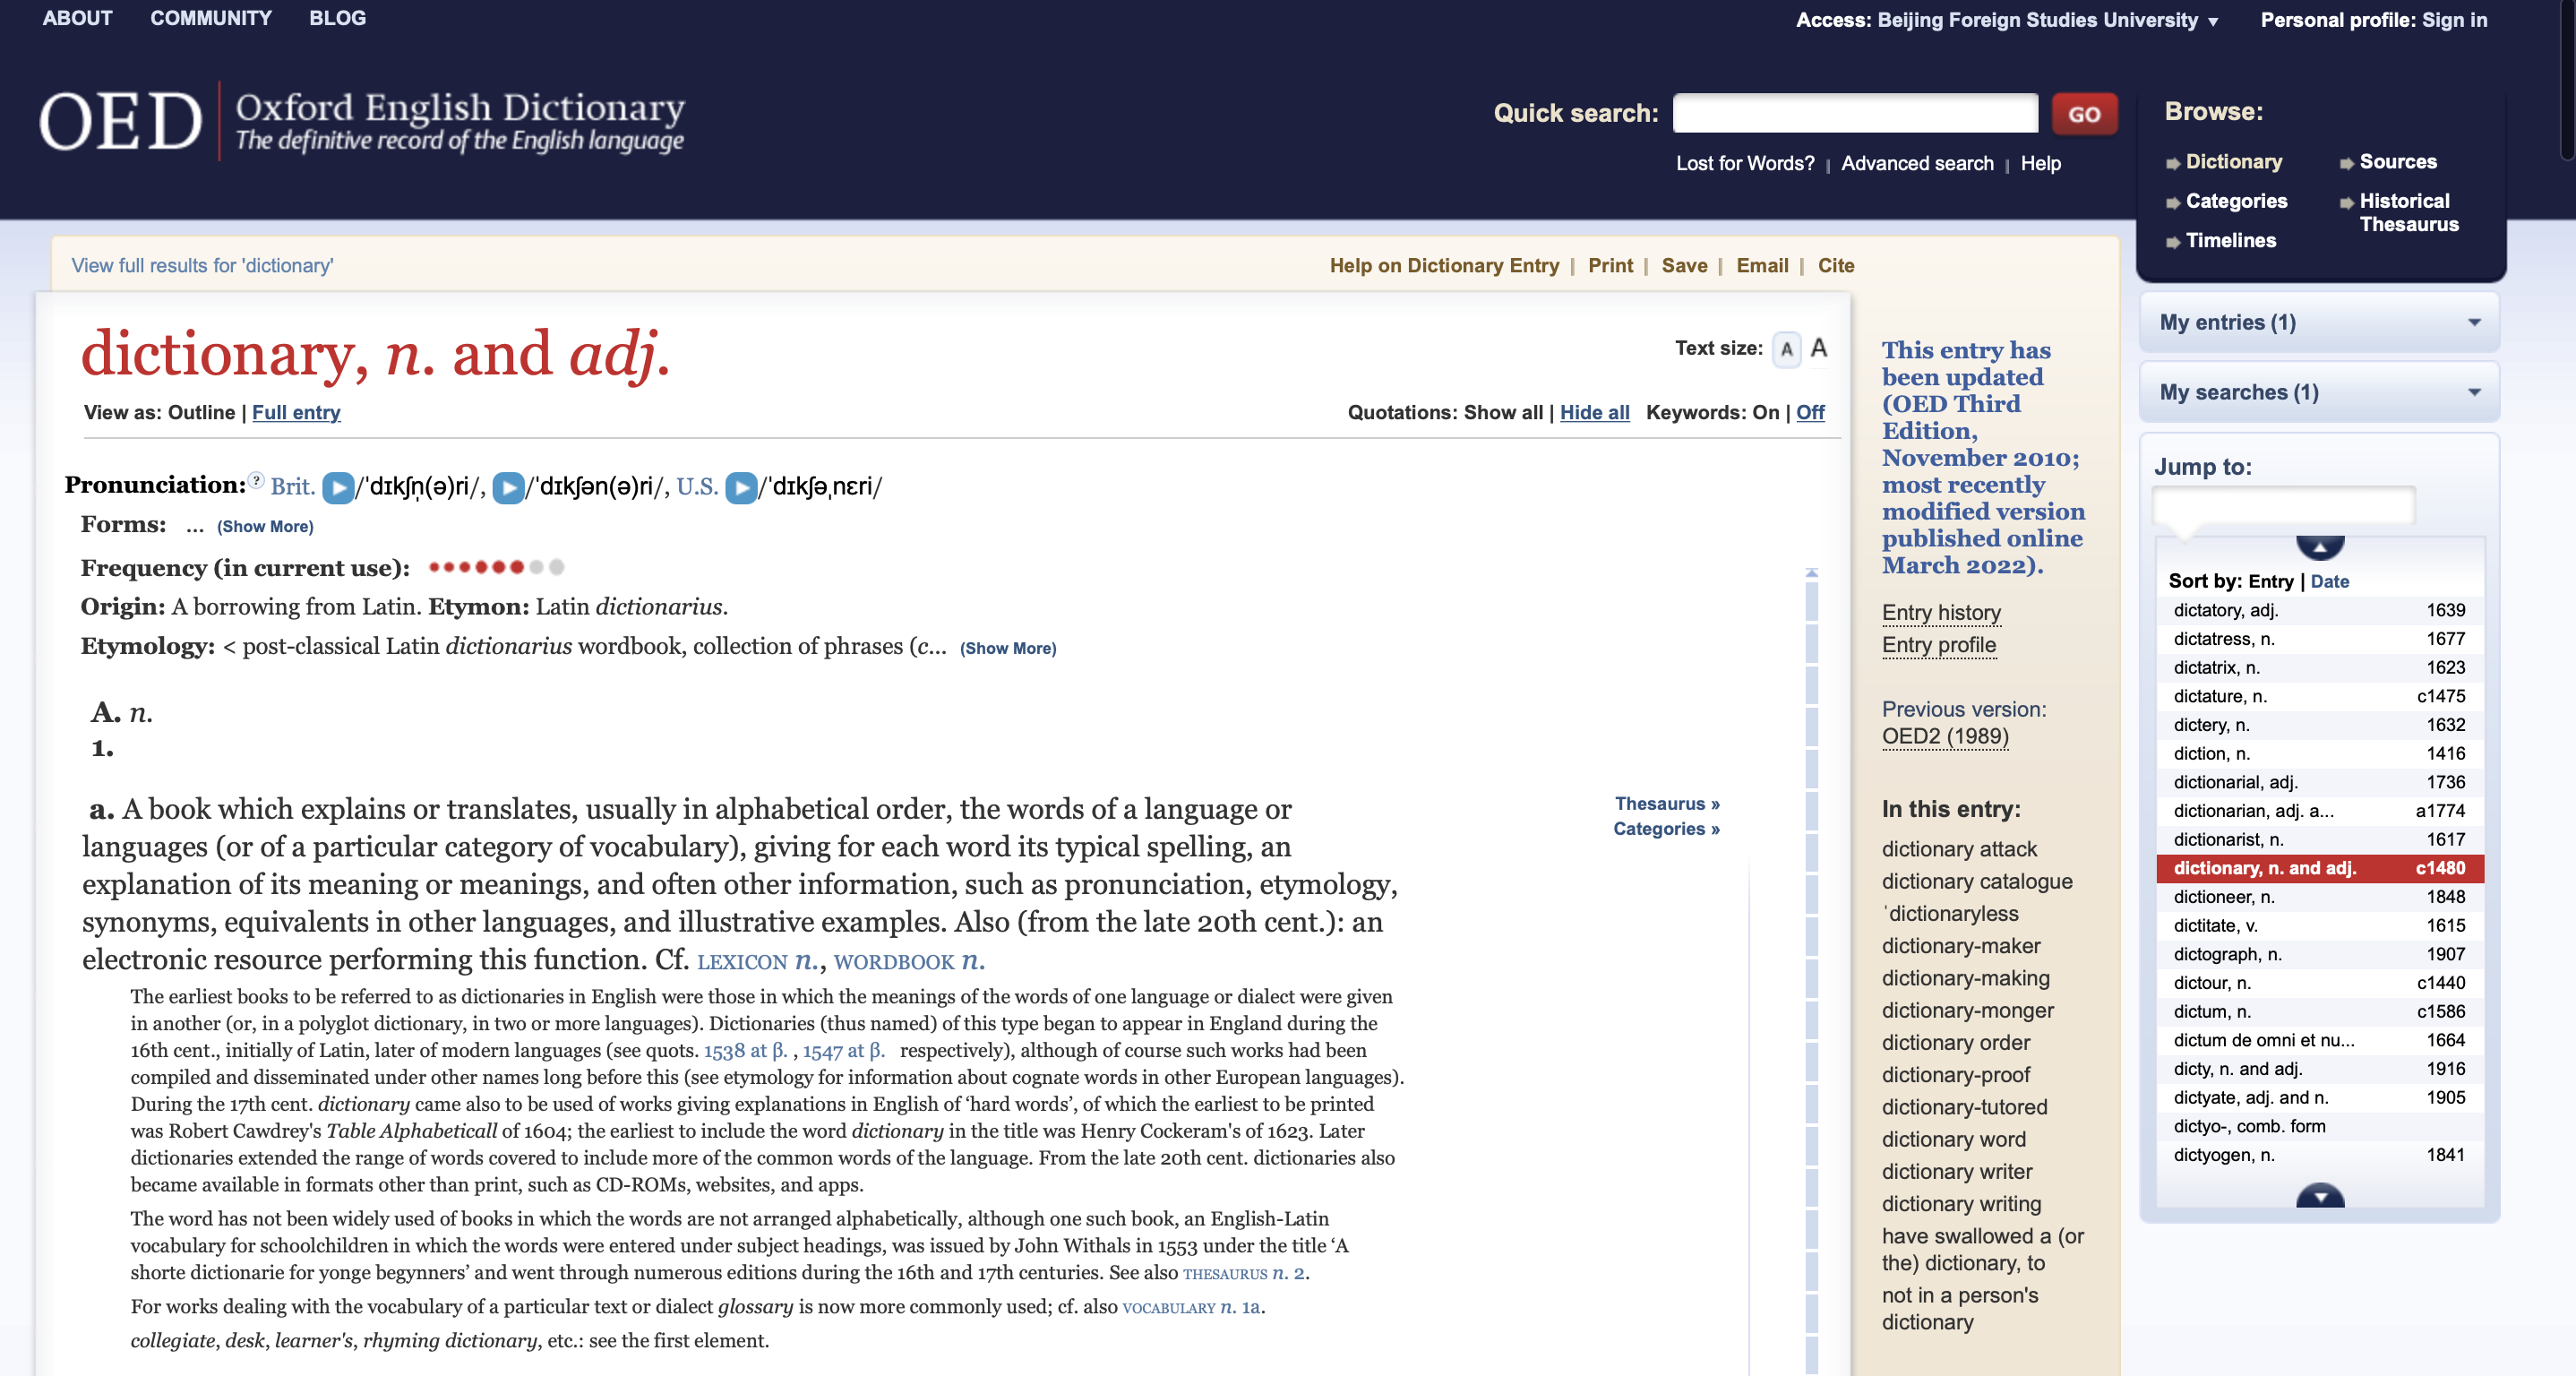 ABOUT COMMUNITY BLOG
Access: Beijing Foreign Studies University ▼ Personal profile: Sign in
OED Oxford English Dictionary
The definitive record of the English language
Quick search: GO
Lost for Words? | Advanced search | Help
Browse:
Dictionary Sources
Categories Historical
Thesaurus
Timelines
View full results for 'dictionary'
Help on Dictionary Entry | Print | Save | Email | Cite
dictionary, n. and adj.
Text size: A A
View as: Outline | Full entry
Quotations: Show all | Hide all Keywords: On | Off
Pronunciation: ? Brit. /ˈdɪkʃn̩(ə)ri/, /ˈdɪkʃən(ə)ri/, U.S. /ˈdɪkʃəˌnɛri/
Forms: ... (Show More)
Frequency (in current use):
Origin: A borrowing from Latin. Etymon: Latin dictionarius.
Etymology: < post-classical Latin dictionarius wordbook, collection of phrases (c... (Show More)
A. n.
1.
a. A book which explains or translates, usually in alphabetical order, the words of a language or
languages (or of a particular category of vocabulary), giving for each word its typical spelling, an
explanation of its meaning or meanings, and often other information, such as pronunciation, etymology,
synonyms, equivalents in other languages, and illustrative examples. Also (from the late 20th cent.): an
electronic resource performing this function. Cf. LEXICON n., WORDBOOK n.
Thesaurus »
Categories »
The earliest books to be referred to as dictionaries in English were those in which the meanings of the words of one language or dialect were given
in another (or, in a polyglot dictionary, in two or more languages). Dictionaries (thus named) of this type began to appear in England during the
16th cent., initially of Latin, later of modern languages (see quots. 1538 at β. , 1547 at β. respectively), although of course such works had been
compiled and disseminated under other names long before this (see etymology for information about cognate words in other European languages).
During the 17th cent. dictionary came also to be used of works giving explanations in English of ‘hard words’, of which the earliest to be printed
was Robert Cawdrey's Table Alphabeticall of 1604; the earliest to include the word dictionary in the title was Henry Cockeram's of 1623. Later
dictionaries extended the range of words covered to include more of the common words of the language. From the late 20th cent. dictionaries also
became available in formats other than print, such as CD-ROMs, websites, and apps.
The word has not been widely used of books in which the words are not arranged alphabetically, although one such book, an English-Latin
vocabulary for schoolchildren in which the words were entered under subject headings, was issued by John Withals in 1553 under the title ‘A
shorte dictionarie for yonge begynners’ and went through numerous editions during the 16th and 17th centuries. See also THESAURUS n. 2.
For works dealing with the vocabulary of a particular text or dialect glossary is now more commonly used; cf. also VOCABULARY n. 1a.
collegiate, desk, learner's, rhyming dictionary, etc.: see the first element.
This entry has
been updated
(OED Third
Edition,
November 2010;
most recently
modified version
published online
March 2022).
Entry history
Entry profile
Previous version:
OED2 (1989)
In this entry:
dictionary attack
dictionary catalogue
ˈdictionaryless
dictionary-maker
dictionary-making
dictionary-monger
dictionary order
dictionary-proof
dictionary-tutored
dictionary word
dictionary writer
dictionary writing
have swallowed a (or
the) dictionary, to
not in a person's
dictionary
My entries (1)
My searches (1)
Jump to:
Sort by: Entry | Date
dictatory, adj. 1639
dictatress, n. 1677
dictatrix, n. 1623
dictature, n. c1475
dictery, n. 1632
diction, n. 1416
dictionarial, adj. 1736
dictionarian, adj. a... a1774
dictionarist, n. 1617
dictionary, n. and adj. c1480
dictioneer, n. 1848
dictitate, v. 1615
dictograph, n. 1907
dictour, n. c1440
dictum, n. c1586
dictum de omni et nu... 1664
dicty, n. and adj. 1916
dictyate, adj. and n. 1905
dictyo-, comb. form
dictyogen, n. 1841